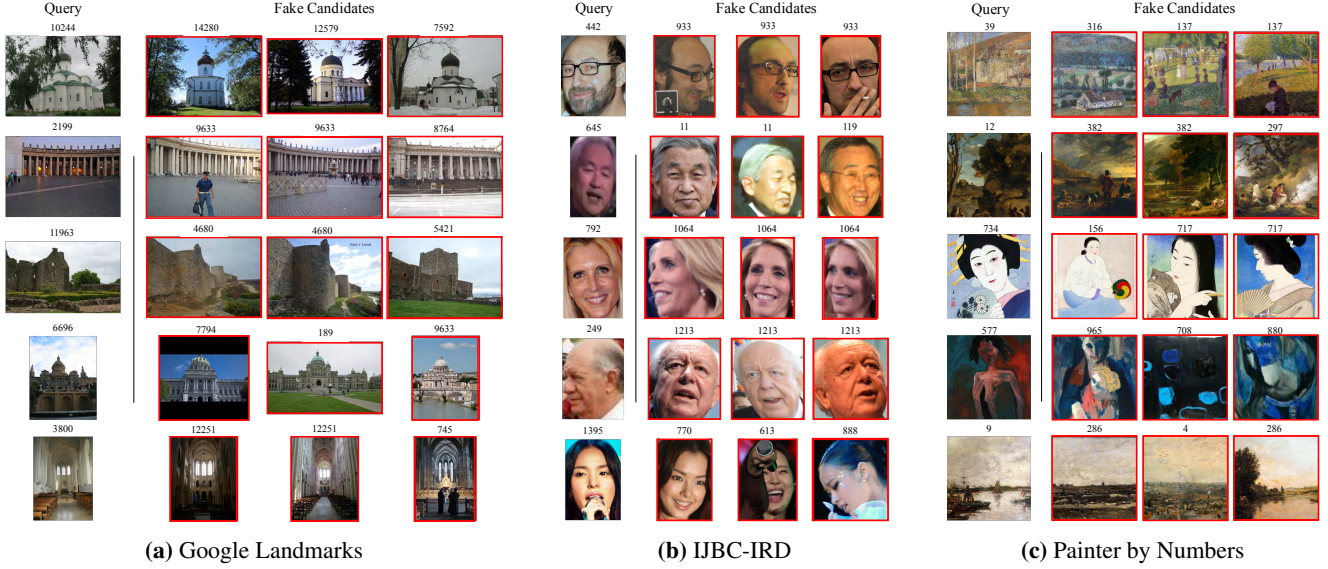 Query Fake Candidates
10244 14280 12579 7592
2199 9633 9633 8764
11963 4680 4680 5421
6696 7794 189 9633
3800 12251 12251 745
(a) Google Landmarks
Query Fake Candidates
442 933 933 933
645 11 11 119
792 1064 1064 1064
249 1213 1213 1213
1395 770 613 888
(b) IJBC-IRD
Query Fake Candidates
39 316 137 137
12 382 382 297
734 156 717 717
577 965 708 880
9 286 4 286
(c) Painter by Numbers